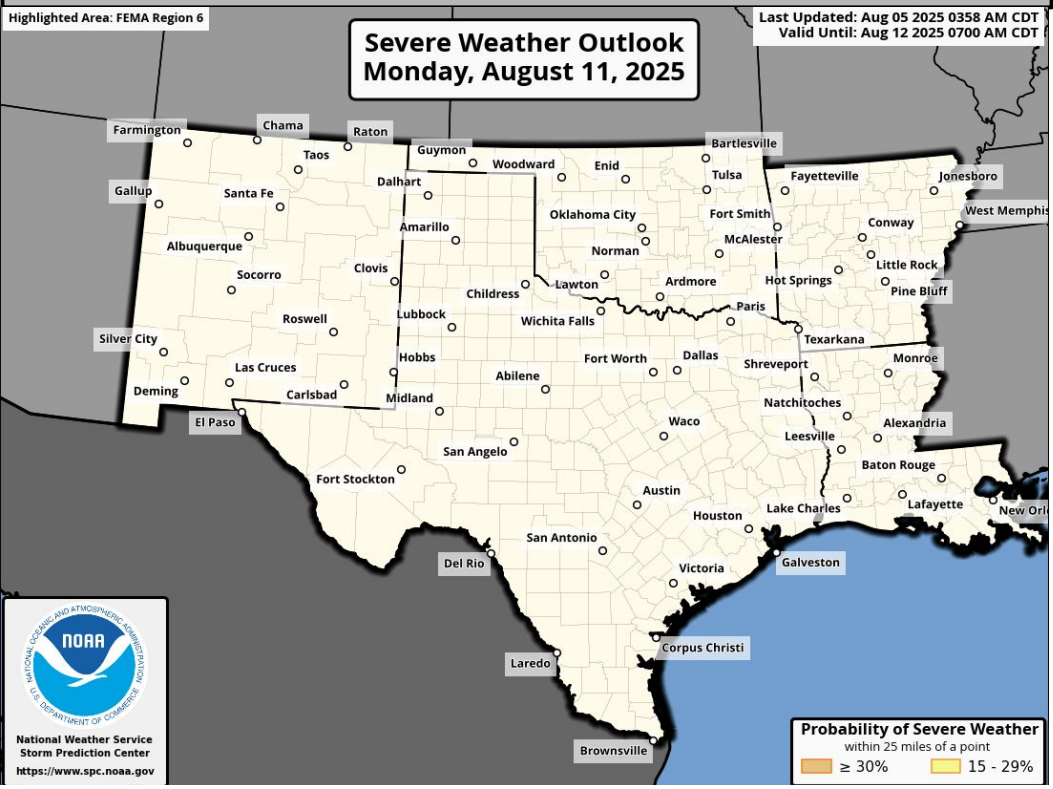 Highlighted Area: FEMA Region 6
Severe Weather Outlook
Monday, August 11, 2025
Last Updated: Aug 05 2025 0358 AM CDT
Valid Until: Aug 12 2025 0700 AM CDT
Farmington
Chama
Raton
Taos
Guymon
Woodward
Enid
Bartlesville
Tulsa
Fayetteville
Jonesboro
Gallup
Santa Fe
Dalhart
Oklahoma City
Fort Smith
West Memphis
Albuquerque
Amarillo
Norman
McAlester
Conway
Little Rock
Socorro
Clovis
Childress
Lawton
Ardmore
Hot Springs
Pine Bluff
Roswell
Lubbock
Wichita Falls
Paris
Texarkana
Silver City
Las Cruces
Hobbs
Fort Worth
Dallas
Shreveport
Monroe
Deming
Carlsbad
Midland
Abilene
Natchitoches
El Paso
San Angelo
Waco
Leesville
Alexandria
Fort Stockton
Baton Rouge
Austin
Houston
Lake Charles
Lafayette
New Orl
Del Rio
San Antonio
Victoria
Galveston
Laredo
Corpus Christi
Brownsville
NATIONAL OCEANIC AND ATMOSPHERIC ADMINISTRATION
NOAA
U.S. DEPARTMENT OF COMMERCE
National Weather Service
Storm Prediction Center
https://www.spc.noaa.gov
Probability of Severe Weather
within 25 miles of a point
≥ 30%
15 - 29%